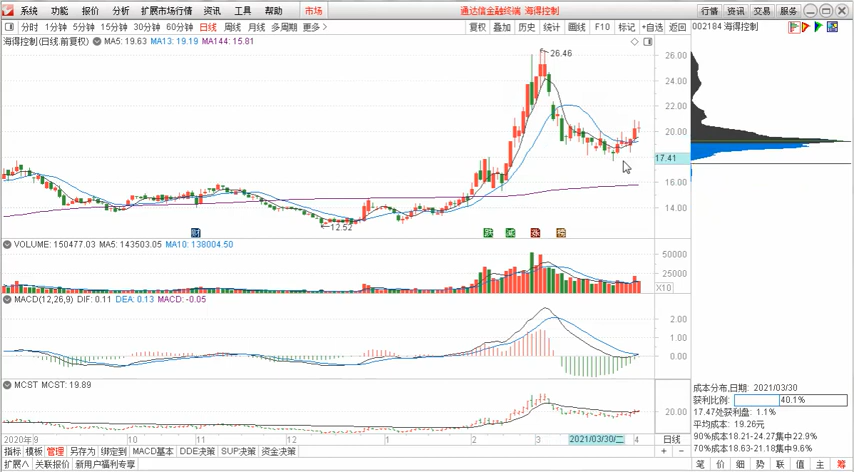 系统 功能 报价 分析 扩展市场行情 资讯 工具 帮助 市场 通达信金融终端 海得控制 行情 资讯 交易 服务
分时 1分钟 5分钟 15分钟 30分钟 60分钟 日线 周线 月线 多周期 更多> 复权 叠加 历史 统计 画线 F10 标记 +自选 返回 002184 海得控制
海得控制(日线.前复权) MA5: 19.63 MA13: 19.19 MA144: 15.81
26.46
26.00
24.00
22.00
20.00
17.41
16.00
14.00
12.52
财 跌 减 涨 榜
VOLUME: 150477.03 MA5: 143503.05 MA10: 138004.50
50000
25000
X10
MACD(12,26,9) DIF: 0.11 DEA: 0.13 MACD: -0.05
2.00
1.00
0.00
MCST MCST: 19.89
20.00
2020年9 10 11 12 1 2 3 2021/03/30/二 4 日线
指标 模板 管理 另存为 绑定到 MACD基本 DDE决策 SUP决策 资金决策 + −
扩展∧ 关联报价 新用户福利专享
成本分布,日期: 2021/03/30
获利比例: 40.1%
17.47处获利盘: 1.1%
平均成本: 19.26元
90%成本18.21-24.27集中22.9%
70%成本18.63-21.18集中9.6%
笔 价 细 势 联 值 主 筹